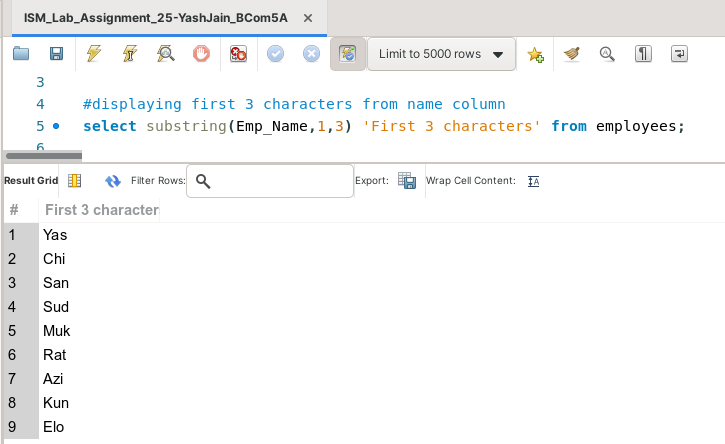 ISM_Lab_Assignment_25-YashJain_BCom5A ×
Limit to 5000 rows
3
4 #displaying first 3 characters from name column
5 select substring(Emp_Name,1,3) 'First 3 characters' from employees;
6
Result Grid Filter Rows: Export: Wrap Cell Content:
# First 3 character
1 Yas
2 Chi
3 San
4 Sud
5 Muk
6 Rat
7 Azi
8 Kun
9 Elo